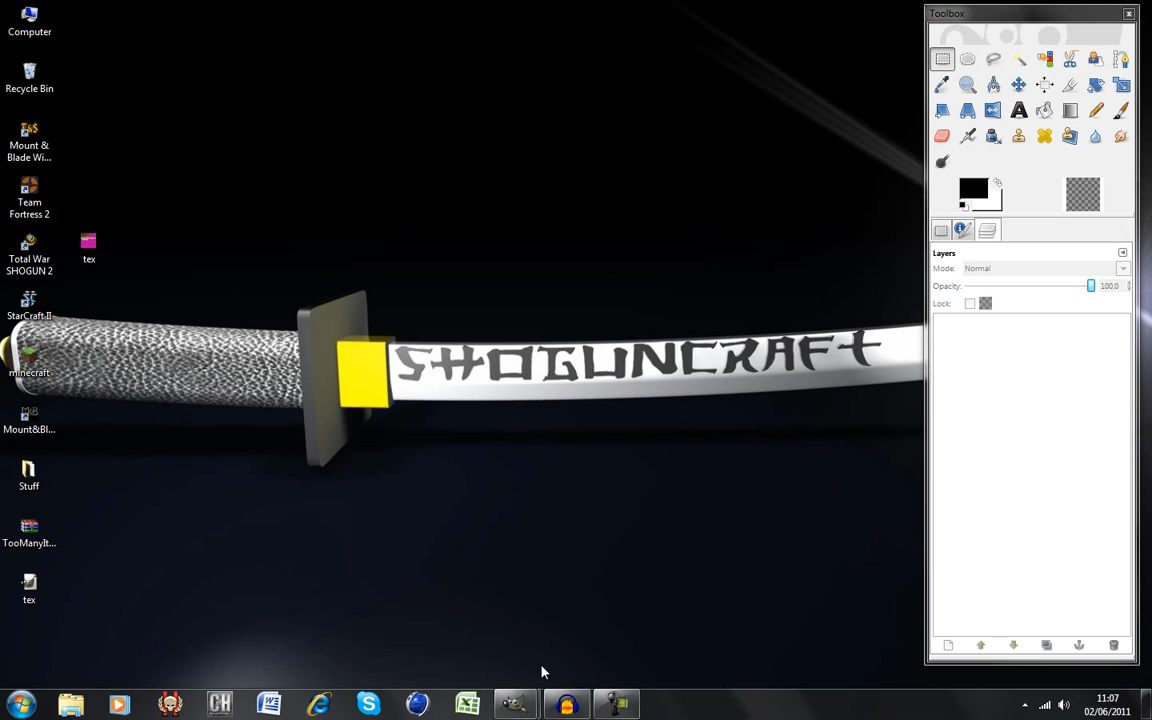 Computer
Recycle Bin
Mount &
Blade Wi...
Team
Fortress 2
Total War
SHOGUN 2
StarCraft II
minecraft
Mount&Bl...
Stuff
TooManyIt...
tex
tex
SHOGUNCRAFT
Toolbox
Layers
Mode: Normal
Opacity: 100.0
Lock:
11:07
02/06/2011